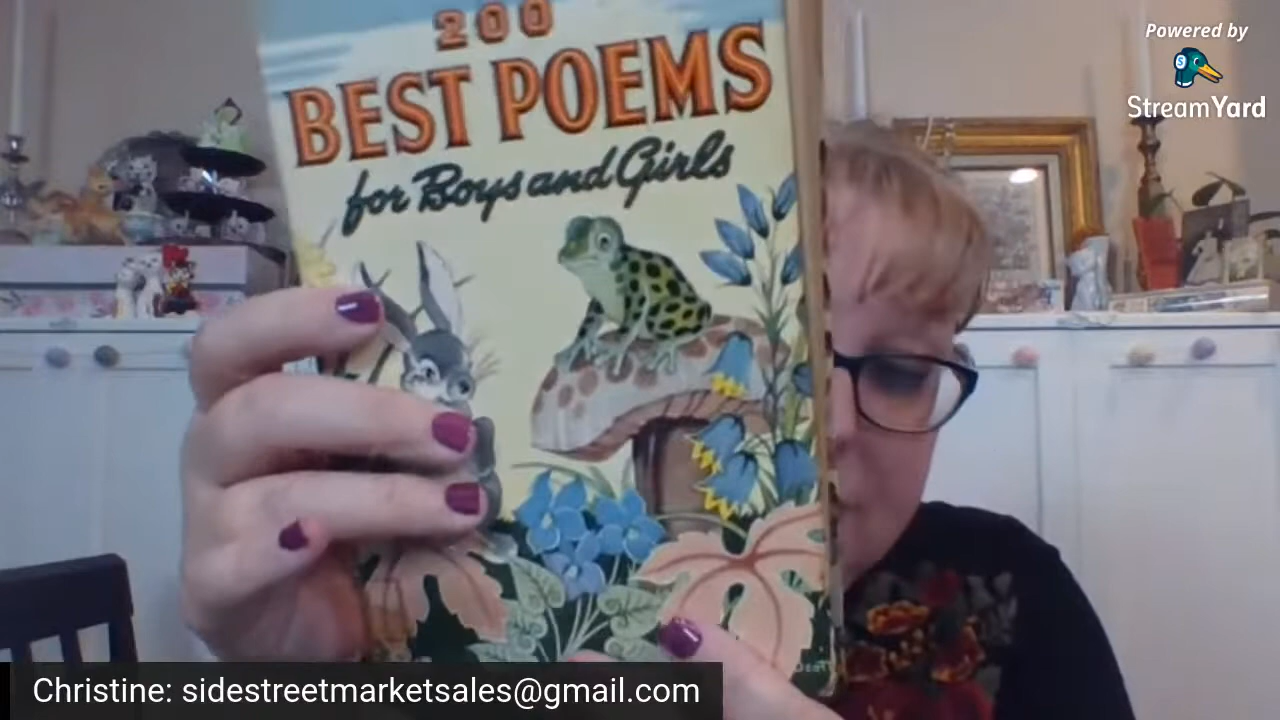 200
BEST POEMS
for Boys and Girls
Powered by
StreamYard
Christine: sidestreetmarketsales@gmail.com